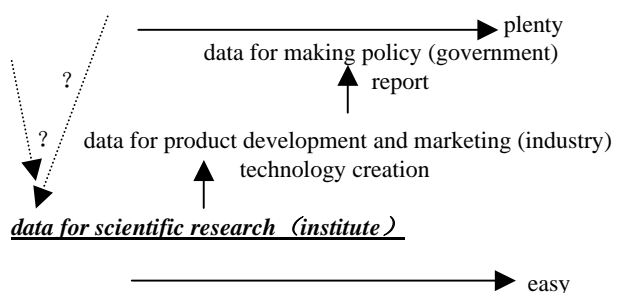 plenty
data for making policy (government)
report
?
?
data for product development and marketing (industry)
technology creation
data for scientific research（institute）
easy